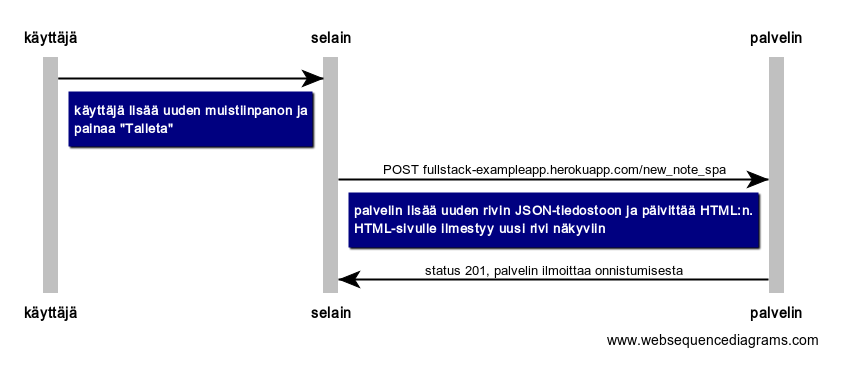 käyttäjä
selain
palvelin
käyttäjä lisää uuden muistiinpanon ja
painaa "Talleta"
POST fullstack-exampleapp.herokuapp.com/new_note_spa
palvelin lisää uuden rivin JSON-tiedostoon ja päivittää HTML:n.
HTML-sivulle ilmestyy uusi rivi näkyviin
status 201, palvelin ilmoittaa onnistumisesta
käyttäjä
selain
palvelin
www.websequencediagrams.com